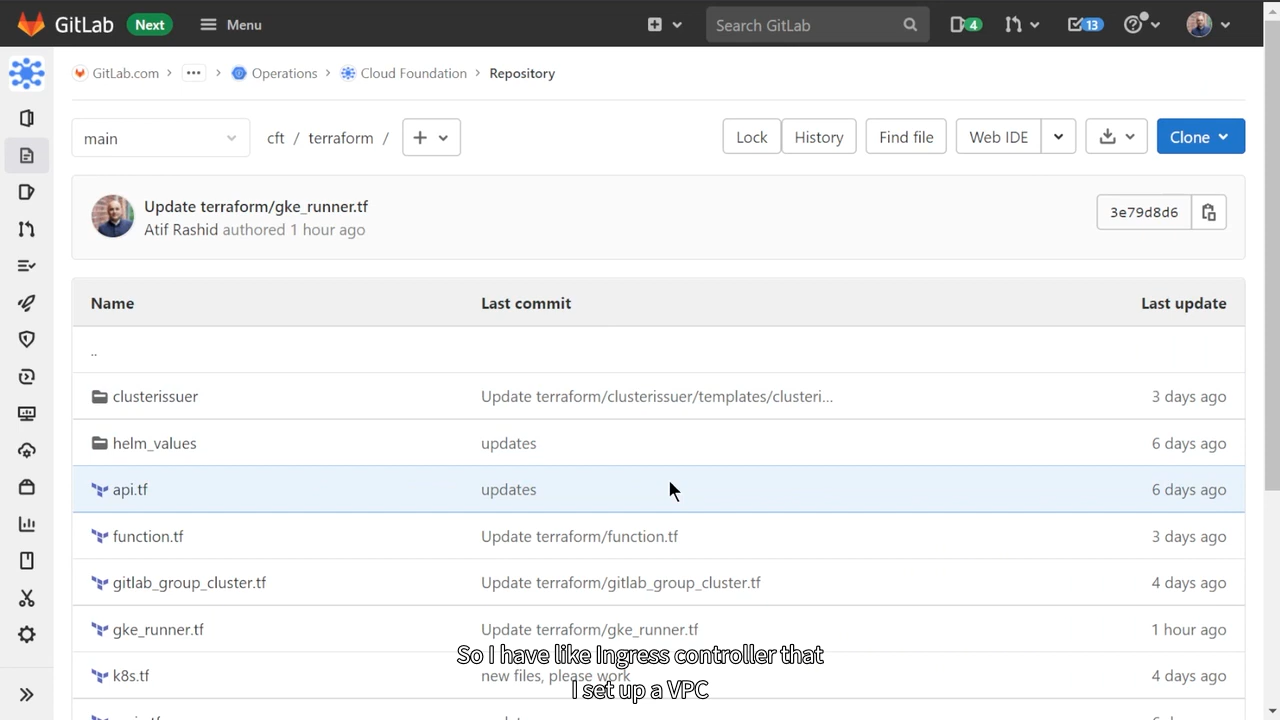 GitLab Next Menu Search GitLab 4 13
GitLab.com > ... > Operations > Cloud Foundation > Repository
main cft / terraform / + Lock History Find file Web IDE Clone
Update terraform/gke_runner.tf
Atif Rashid authored 1 hour ago
3e79d8d6
Name Last commit Last update
..
clusterissuer Update terraform/clusterissuer/templates/clusteri... 3 days ago
helm_values updates 6 days ago
api.tf updates 6 days ago
function.tf Update terraform/function.tf 3 days ago
gitlab_group_cluster.tf Update terraform/gitlab_group_cluster.tf 4 days ago
gke_runner.tf Update terraform/gke_runner.tf 1 hour ago
So I have like Ingress controller that
k8s.tf new files, please work 4 days ago
I set up a VPC